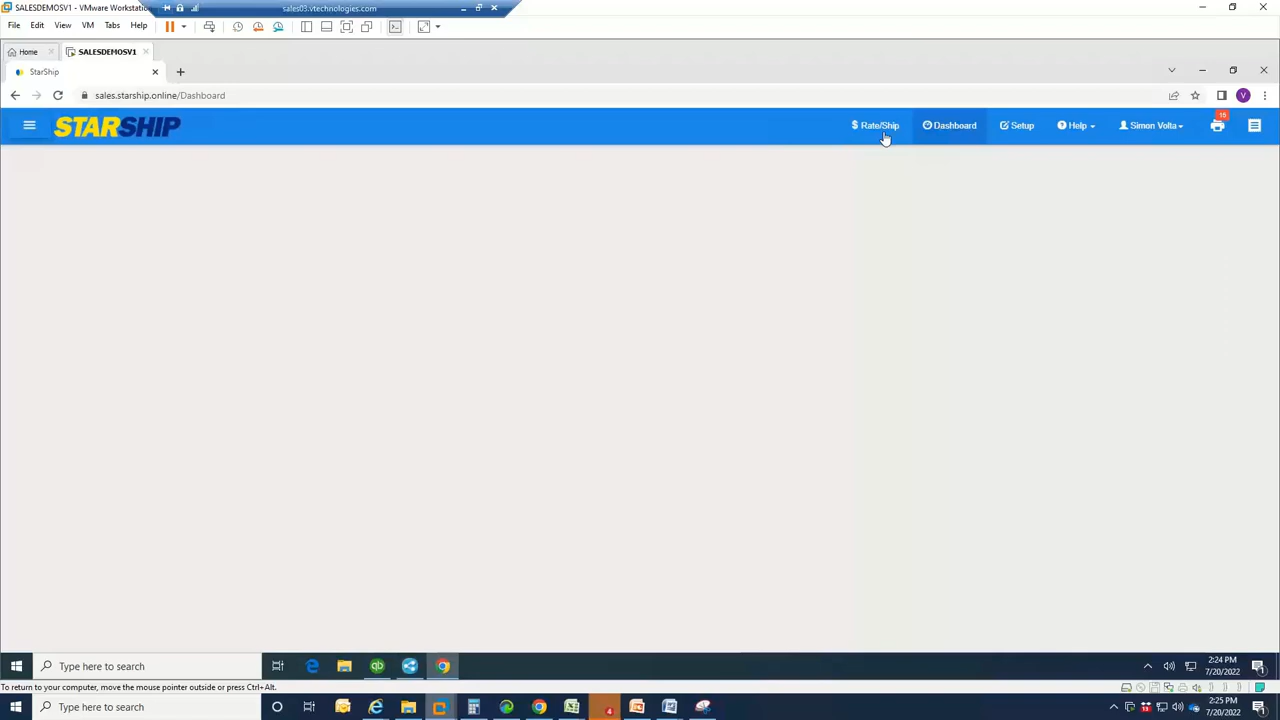 SALESDEMOSV1 - VMware Workstation
sales03.vtechnologies.com
File Edit View VM Tabs Help
Home SALESDEMOSV1
StarShip
sales.starship.online/Dashboard
V
STARSHIP $ Rate/Ship Dashboard Setup Help Simon Volta 15
Type here to search
qb
2:24 PM
7/20/2022
To return to your computer, move the mouse pointer outside or press Ctrl+Alt.
Type here to search
4
2:25 PM
7/20/2022